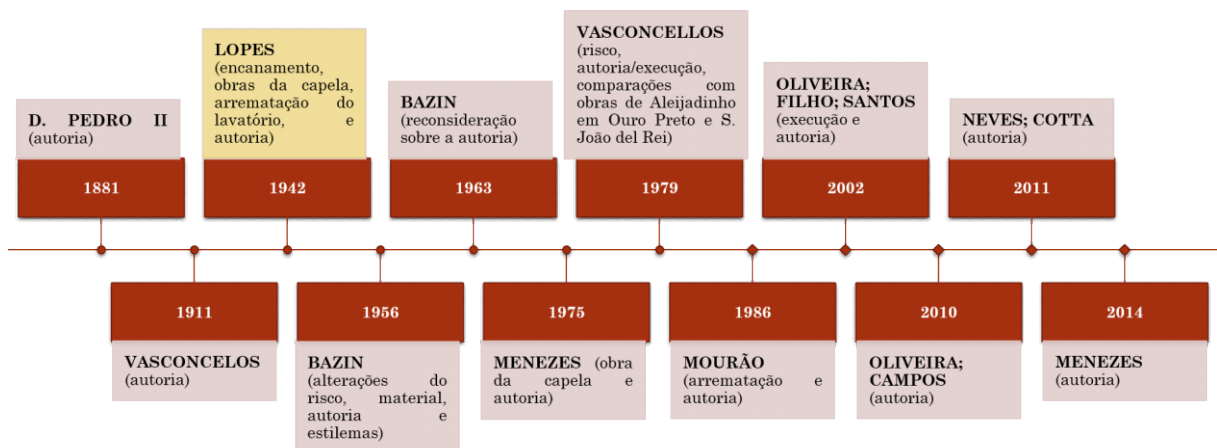 D. PEDRO II
(autoria)
1881
VASCONCELOS
(autoria)
1911
LOPES
(encanamento,
obras da capela,
arrematação do
lavatório, e
autoria)
1942
BAZIN
(alterações do
risco, material,
autoria e
estilemas)
1956
BAZIN
(reconsideração
sobre a autoria)
1963
MENEZES (obra
da capela e
autoria)
1975
VASCONCELLOS
(risco,
autoria/execução,
comparações com
obras de Aleijadinho
em Ouro Preto e S.
João del Rei)
1979
MOURÃO
(arrematação e
autoria)
1986
OLIVEIRA;
FILHO; SANTOS
(execução e
autoria)
2002
OLIVEIRA;
CAMPOS
(autoria)
2010
NEVES; COTTA
(autoria)
2011
MENEZES
(autoria)
2014